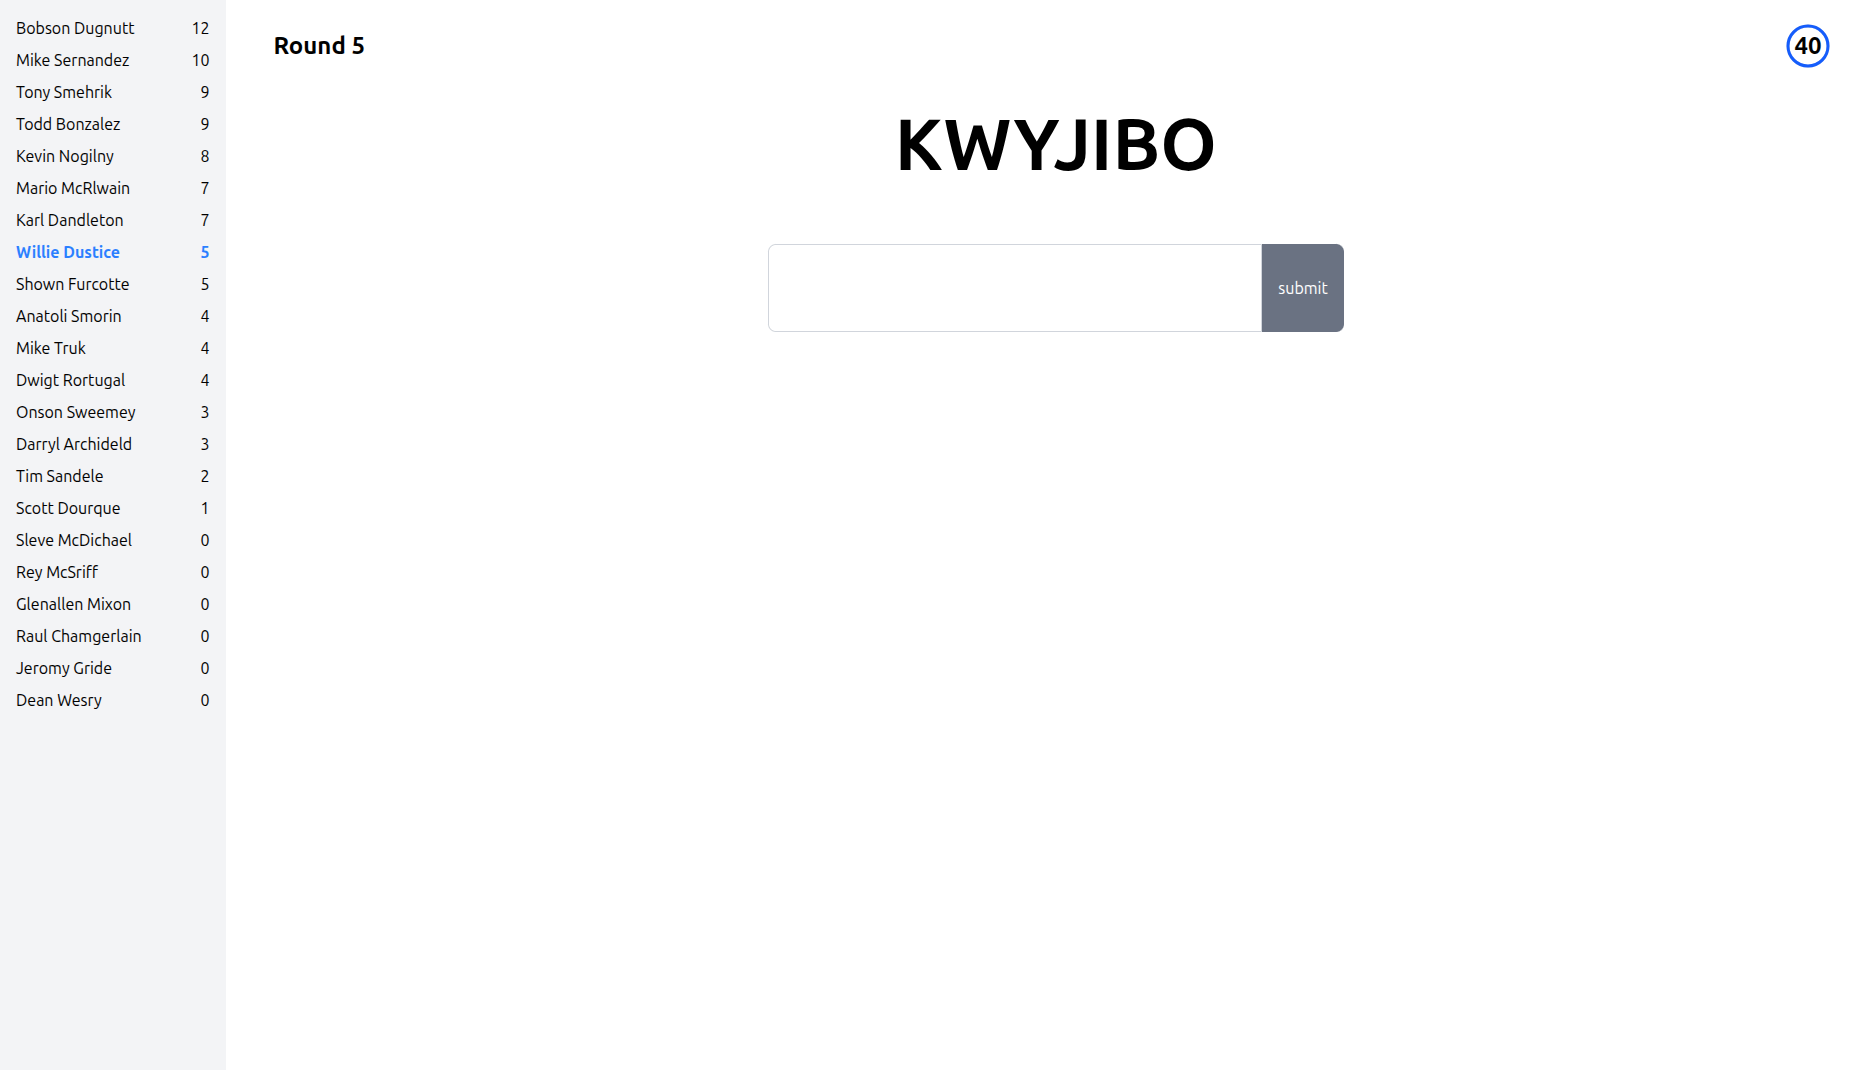 Bobson Dugnutt 12
Mike Sernandez 10
Tony Smehrik 9
Todd Bonzalez 9
Kevin Nogilny 8
Mario McRlwain 7
Karl Dandleton 7
Willie Dustice 5
Shown Furcotte 5
Anatoli Smorin 4
Mike Truk 4
Dwigt Rortugal 4
Onson Sweemey 3
Darryl Archideld 3
Tim Sandele 2
Scott Dourque 1
Sleve McDichael 0
Rey McSriff 0
Glenallen Mixon 0
Raul Chamgerlain 0
Jeromy Gride 0
Dean Wesry 0
Round 5
40
KWYJIBO
submit